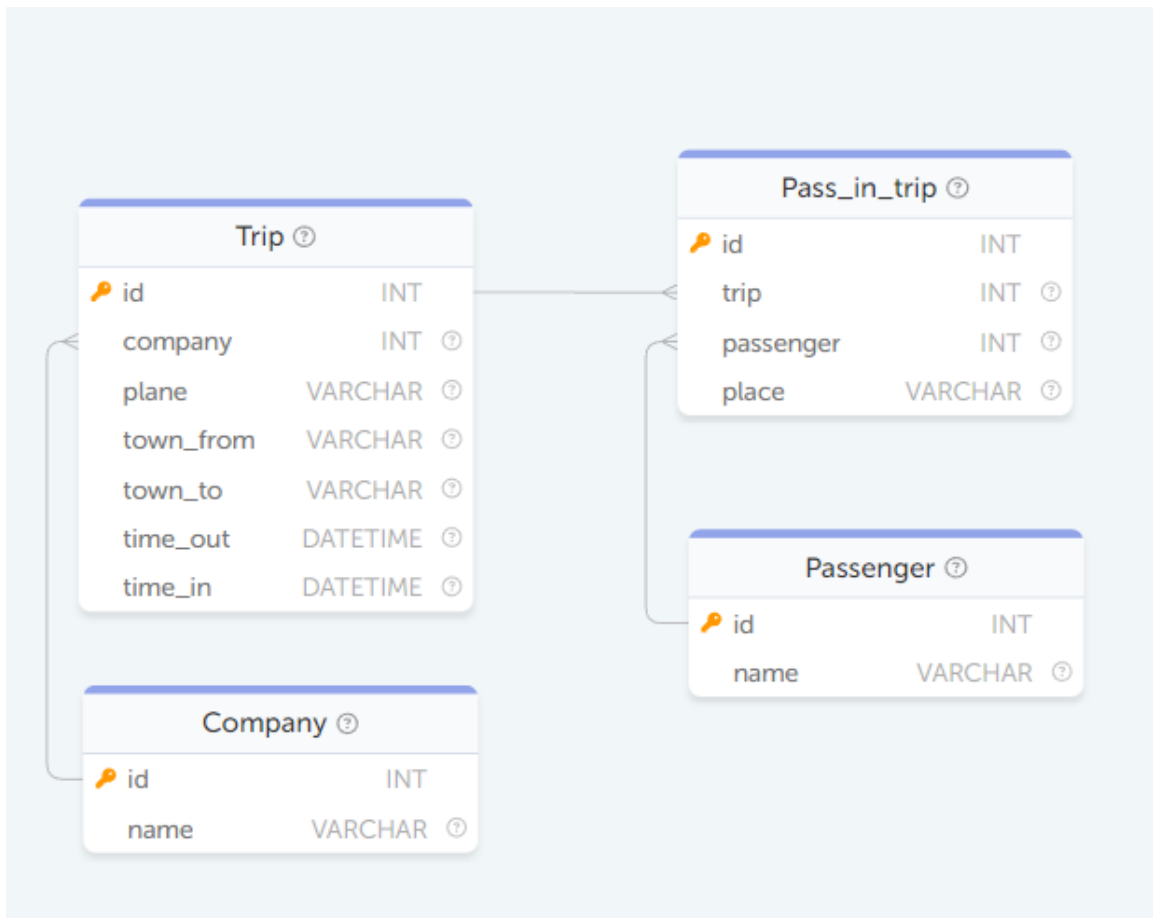 Trip
id INT
company INT
plane VARCHAR
town_from VARCHAR
town_to VARCHAR
time_out DATETIME
time_in DATETIME
Pass_in_trip
id INT
trip INT
passenger INT
place VARCHAR
Company
id INT
name VARCHAR
Passenger
id INT
name VARCHAR